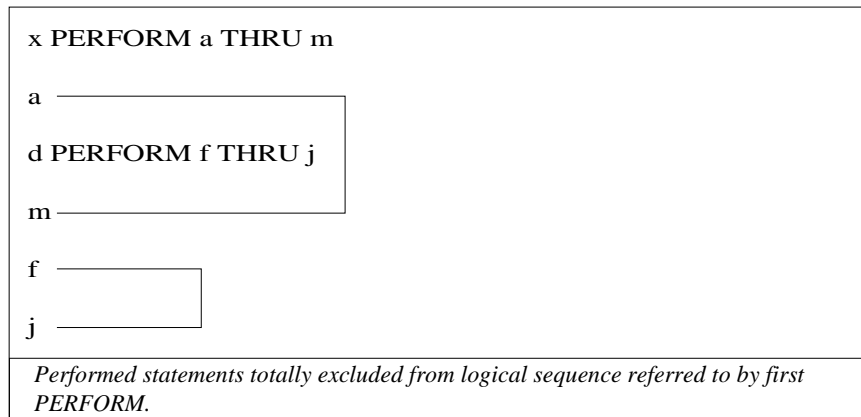 x PERFORM a THRU m
a
d PERFORM f THRU j
m
f
j
Performed statements totally excluded from logical sequence referred to by first
PERFORM.